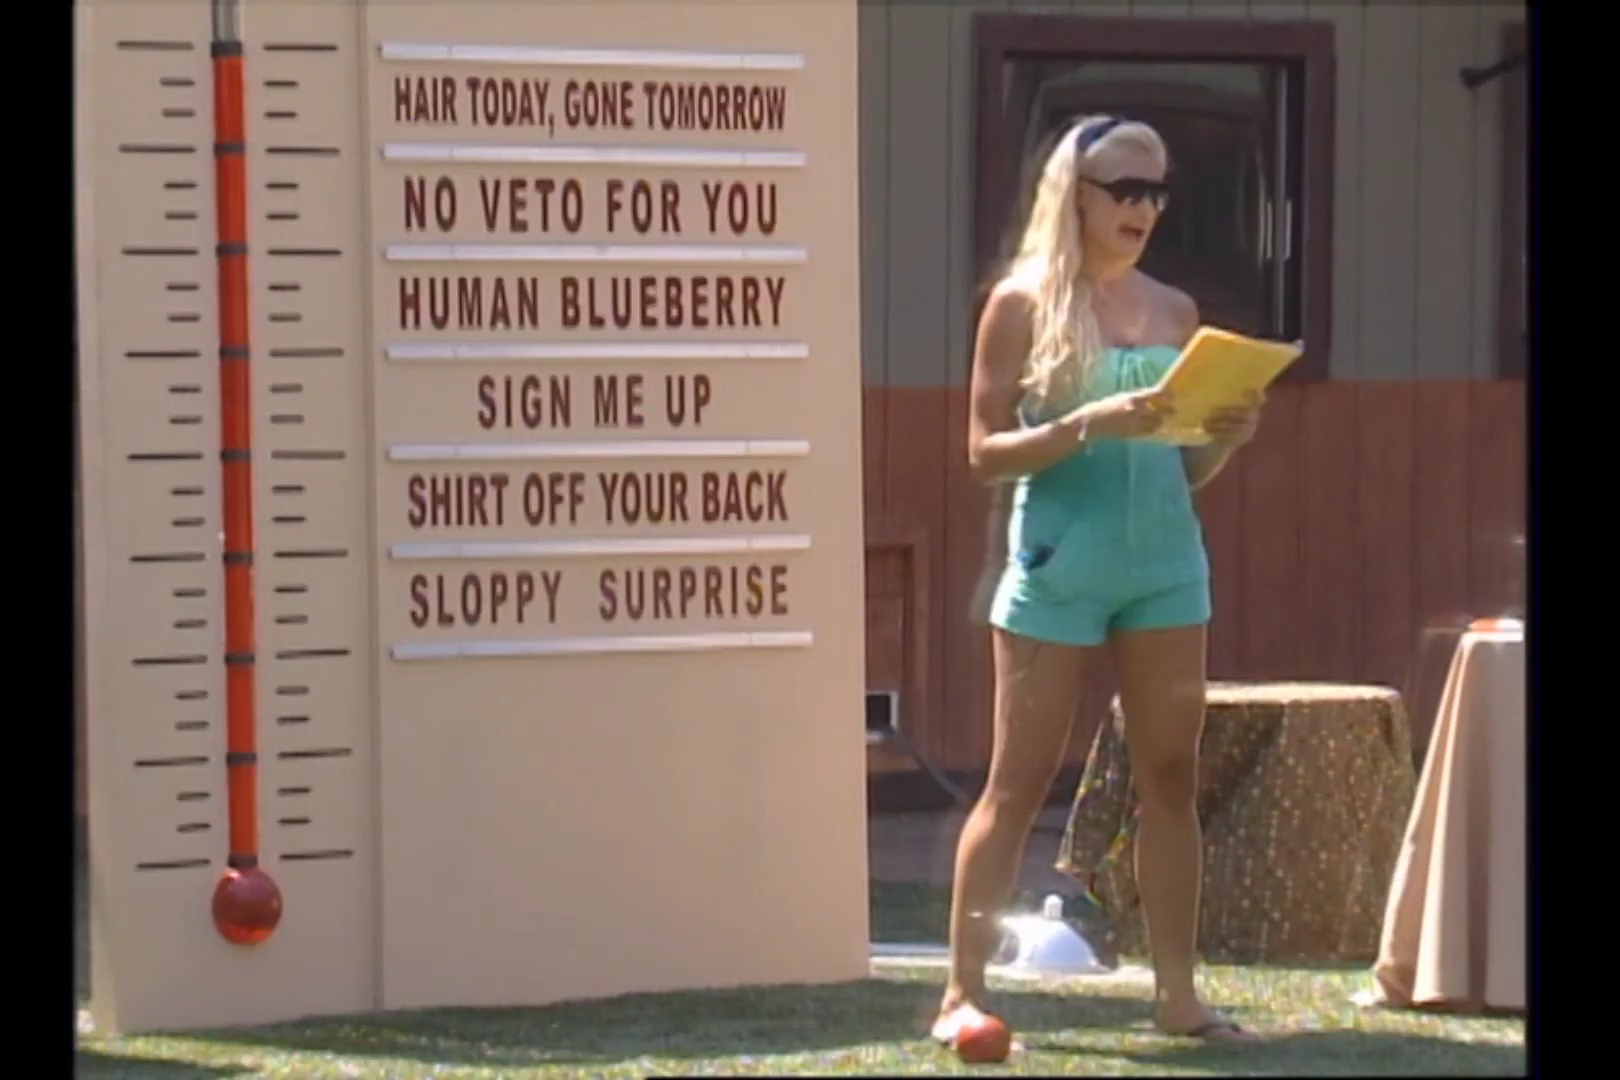 HAIR TODAY, GONE TOMORROW
NO VETO FOR YOU
HUMAN BLUEBERRY
SIGN ME UP
SHIRT OFF YOUR BACK
SLOPPY SURPRISE